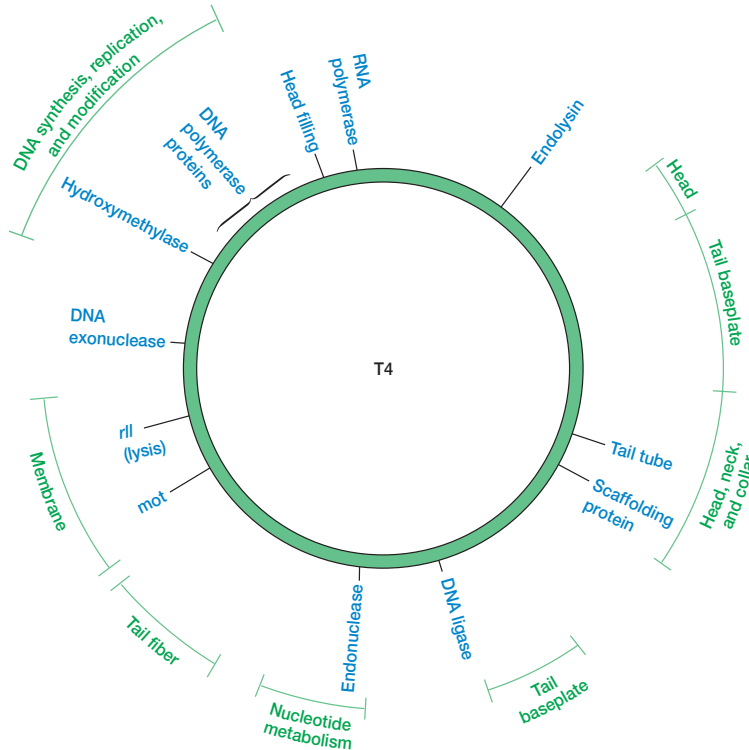 DNA synthesis, replication,
and modification
DNA
polymerase
proteins
Head filling
RNA
polymerase
Endolysin
Head
Tail baseplate
Hydroxymethylase
DNA
exonuclease
T4
rII
(lysis)
mot
Membrane
Tail fiber
Tail tube
Scaffolding
protein
Head, neck,
and collar
DNA ligase
Endonuclease
Nucleotide
metabolism
Tail
baseplate